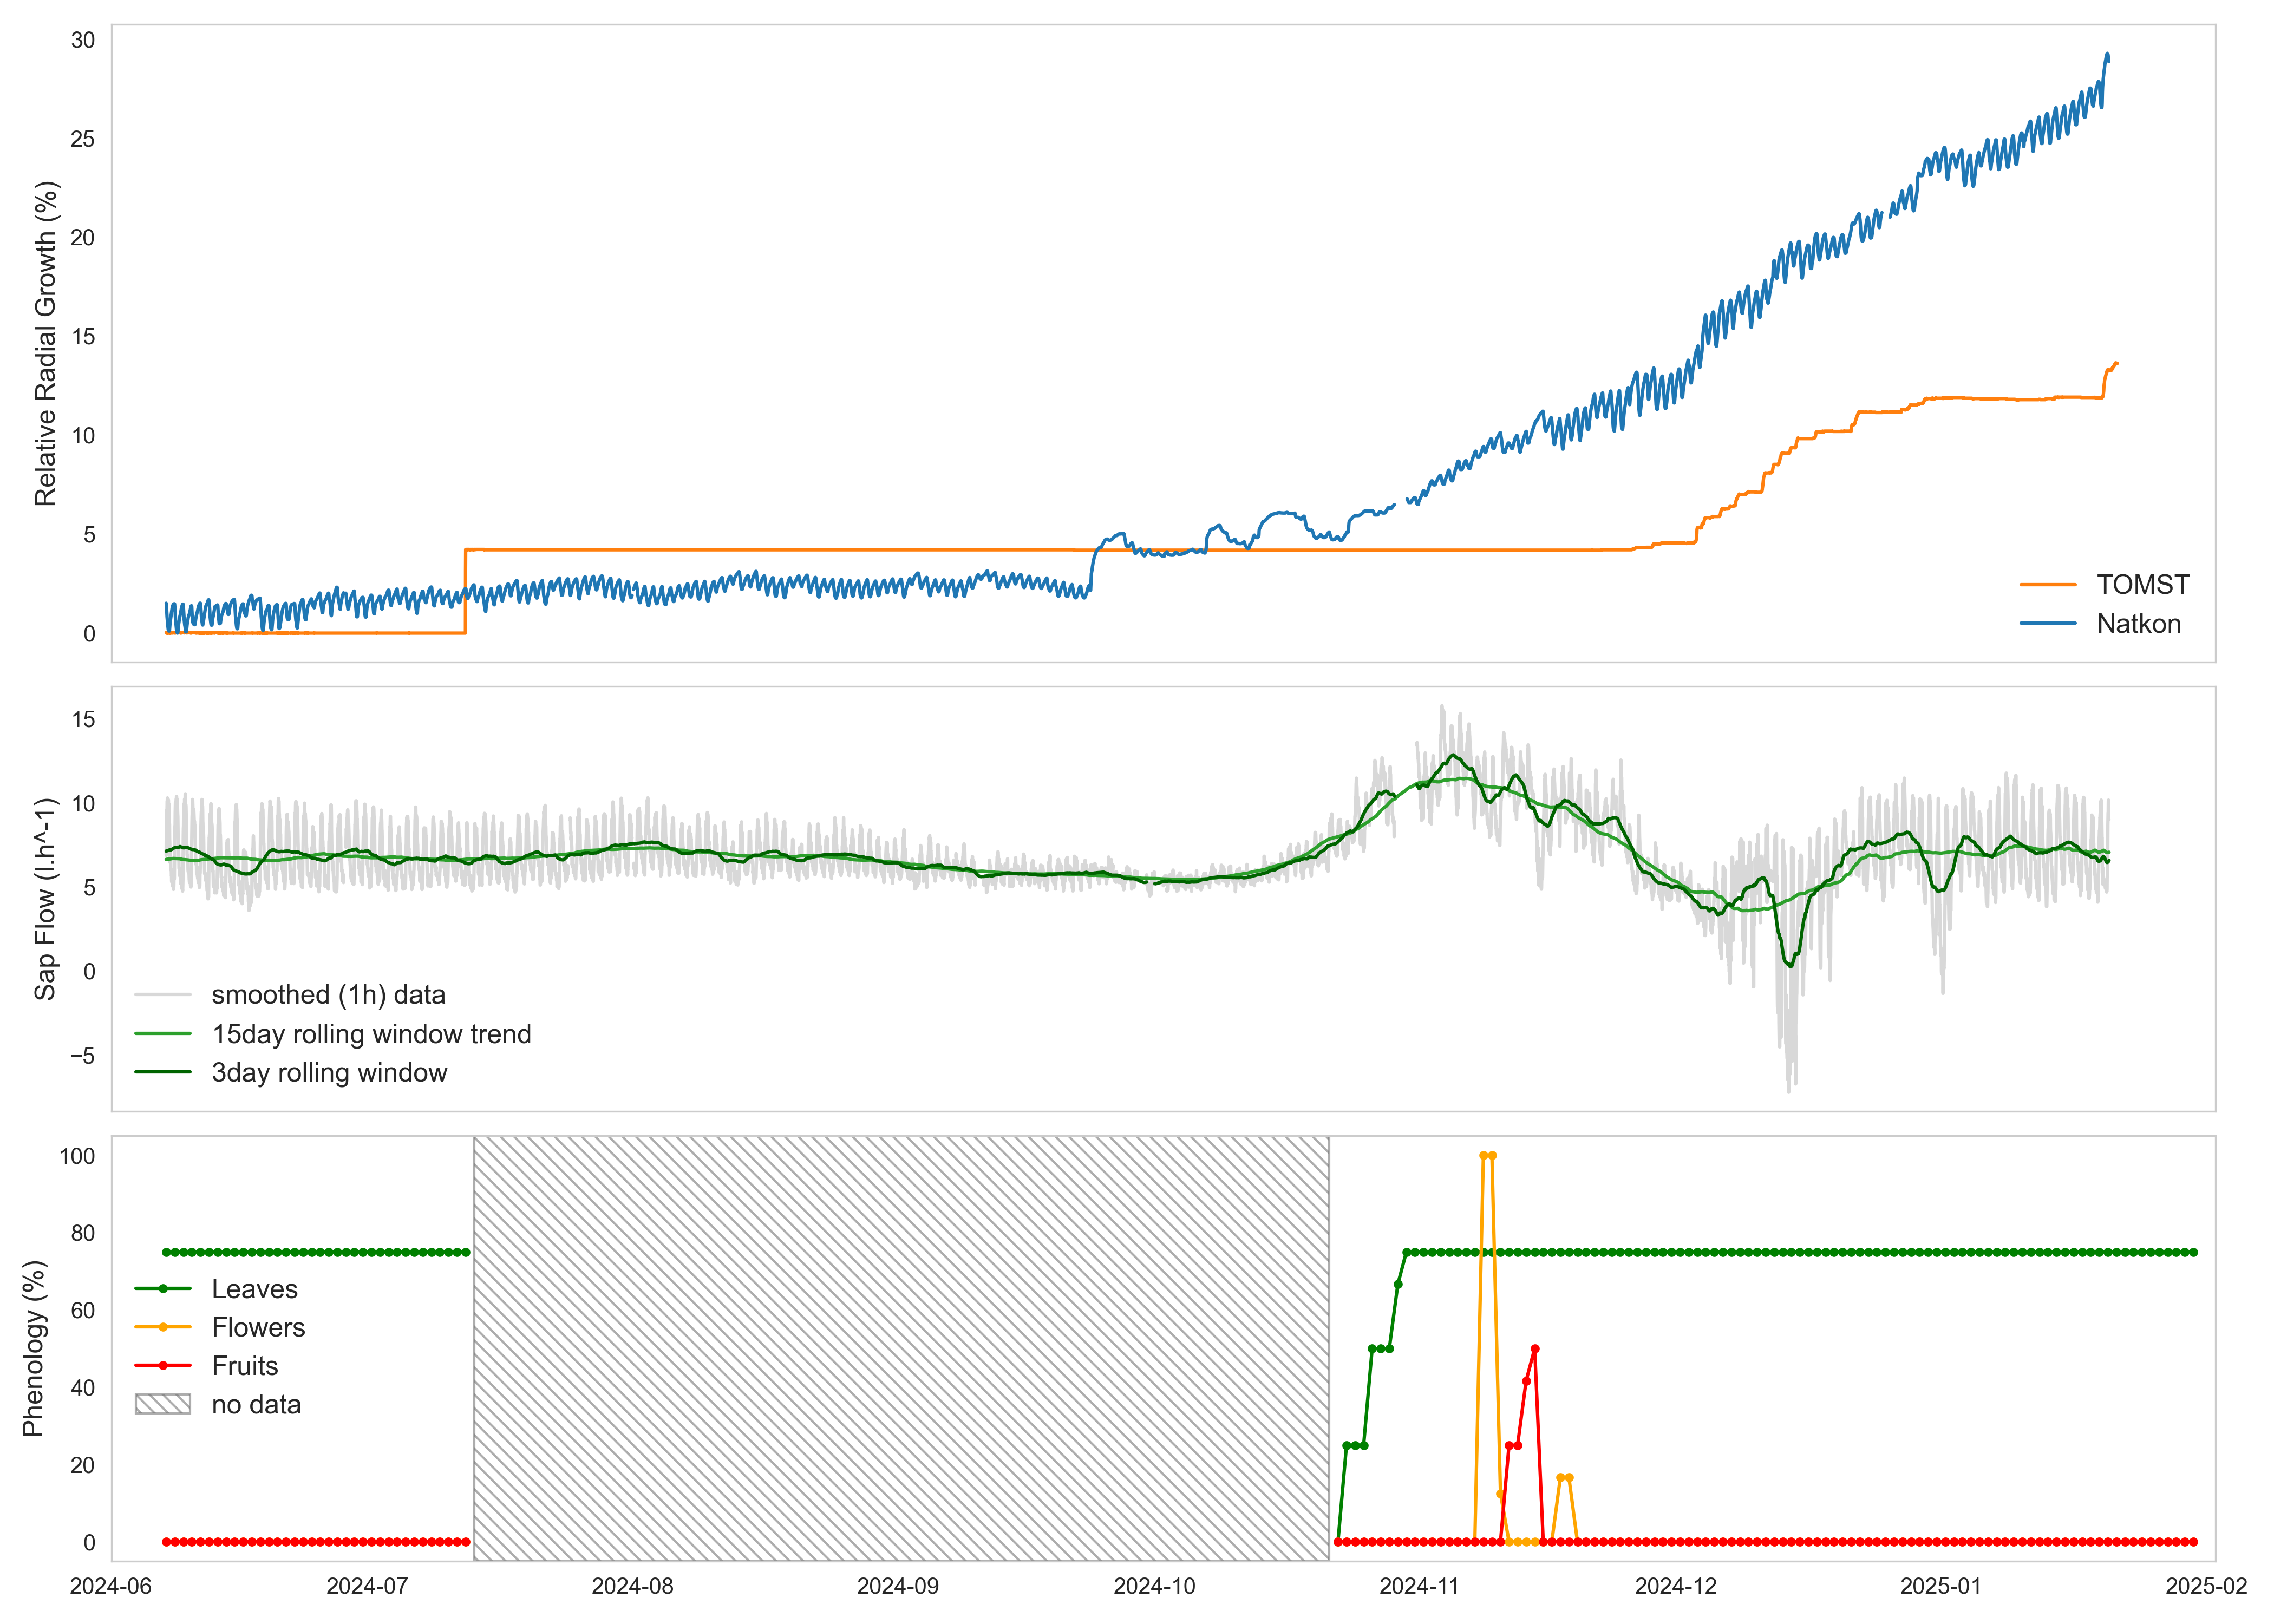 30
25
20
15
10
5
0
Relative Radial Growth (%)
TOMST
Natkon
15
10
5
0
−5
Sap Flow (l.h^-1)
smoothed (1h) data
15day rolling window trend
3day rolling window
100
80
60
40
20
0
Phenology (%)
Leaves
Flowers
Fruits
no data
2024-06 2024-07 2024-08 2024-09 2024-10 2024-11 2024-12 2025-01 2025-02